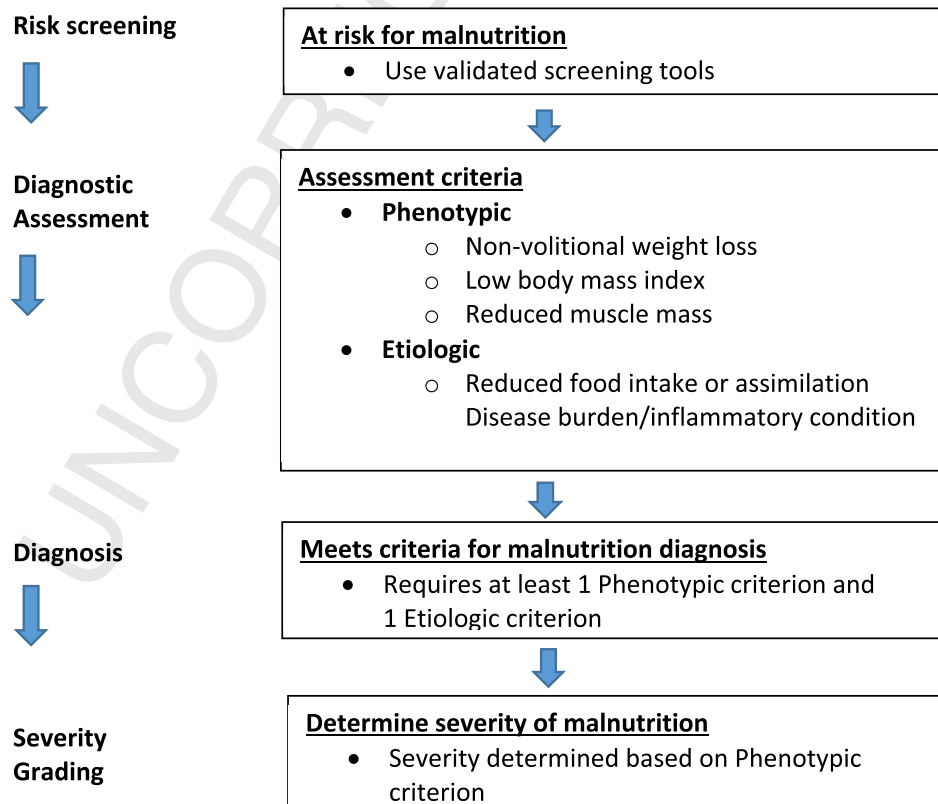 Risk screening
At risk for malnutrition
• Use validated screening tools
Diagnostic
Assessment
Assessment criteria
• Phenotypic
o Non-volitional weight loss
o Low body mass index
o Reduced muscle mass
• Etiologic
o Reduced food intake or assimilation
Disease burden/inflammatory condition
Diagnosis
Meets criteria for malnutrition diagnosis
• Requires at least 1 Phenotypic criterion and
1 Etiologic criterion
Severity
Grading
Determine severity of malnutrition
• Severity determined based on Phenotypic
criterion
UNCORR